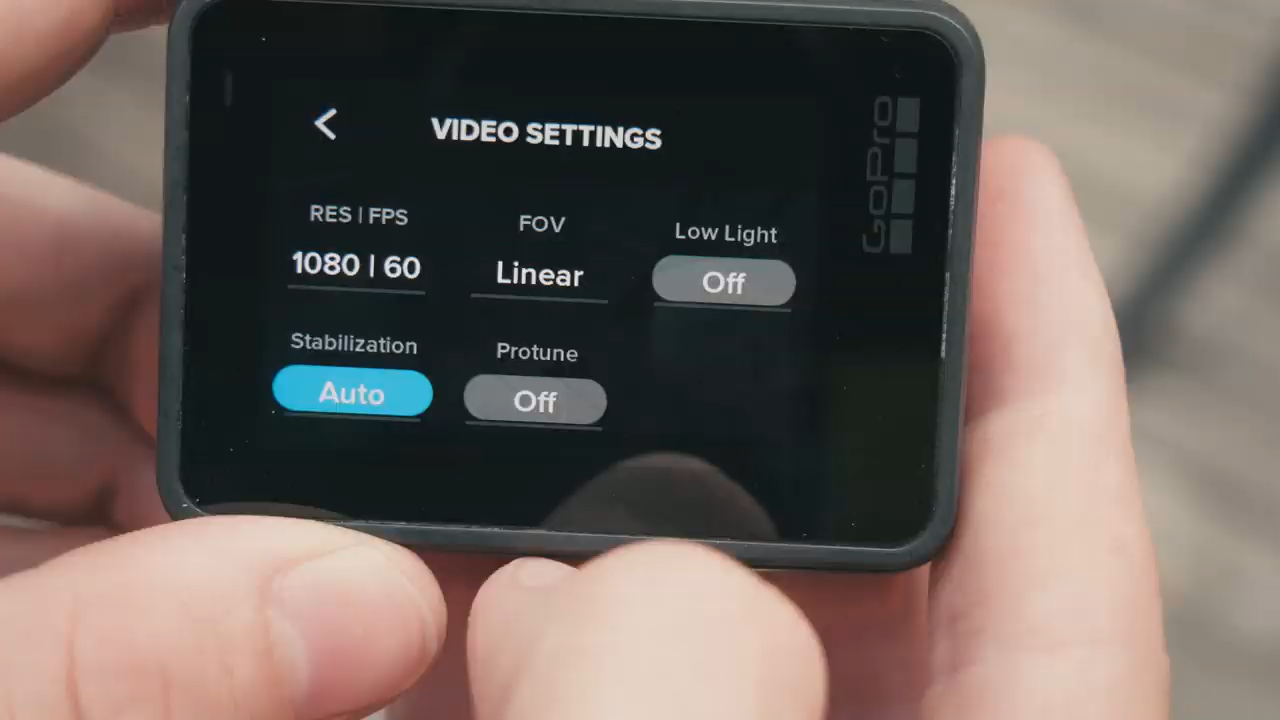 VIDEO SETTINGS
RES | FPS
FOV
Low Light
1080 | 60
Linear
Off
Stabilization
Protune
Auto
Off
GoPro